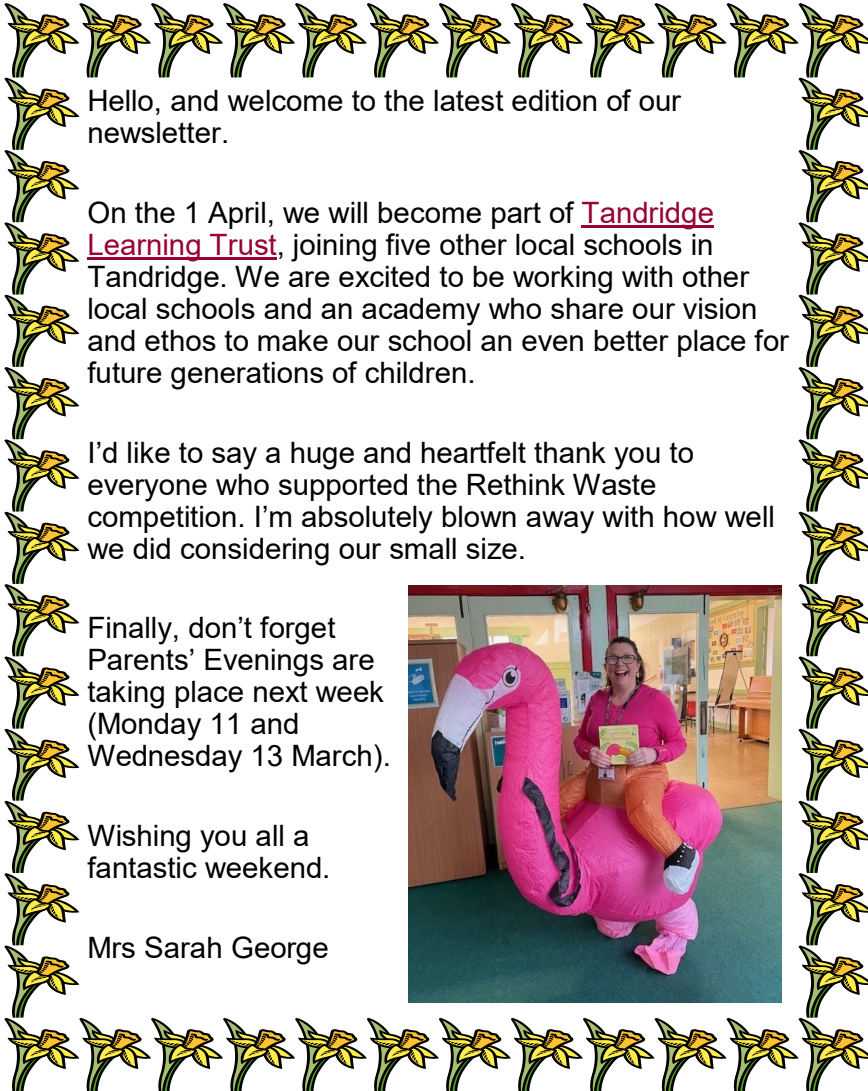 Hello, and welcome to the latest edition of our
newsletter.
On the 1 April, we will become part of Tandridge
Learning Trust, joining five other local schools in
Tandridge. We are excited to be working with other
local schools and an academy who share our vision
and ethos to make our school an even better place for
future generations of children.
I’d like to say a huge and heartfelt thank you to
everyone who supported the Rethink Waste
competition. I’m absolutely blown away with how well
we did considering our small size.
Finally, don’t forget
Parents’ Evenings are
taking place next week
(Monday 11 and
Wednesday 13 March).
Wishing you all a
fantastic weekend.
Mrs Sarah George